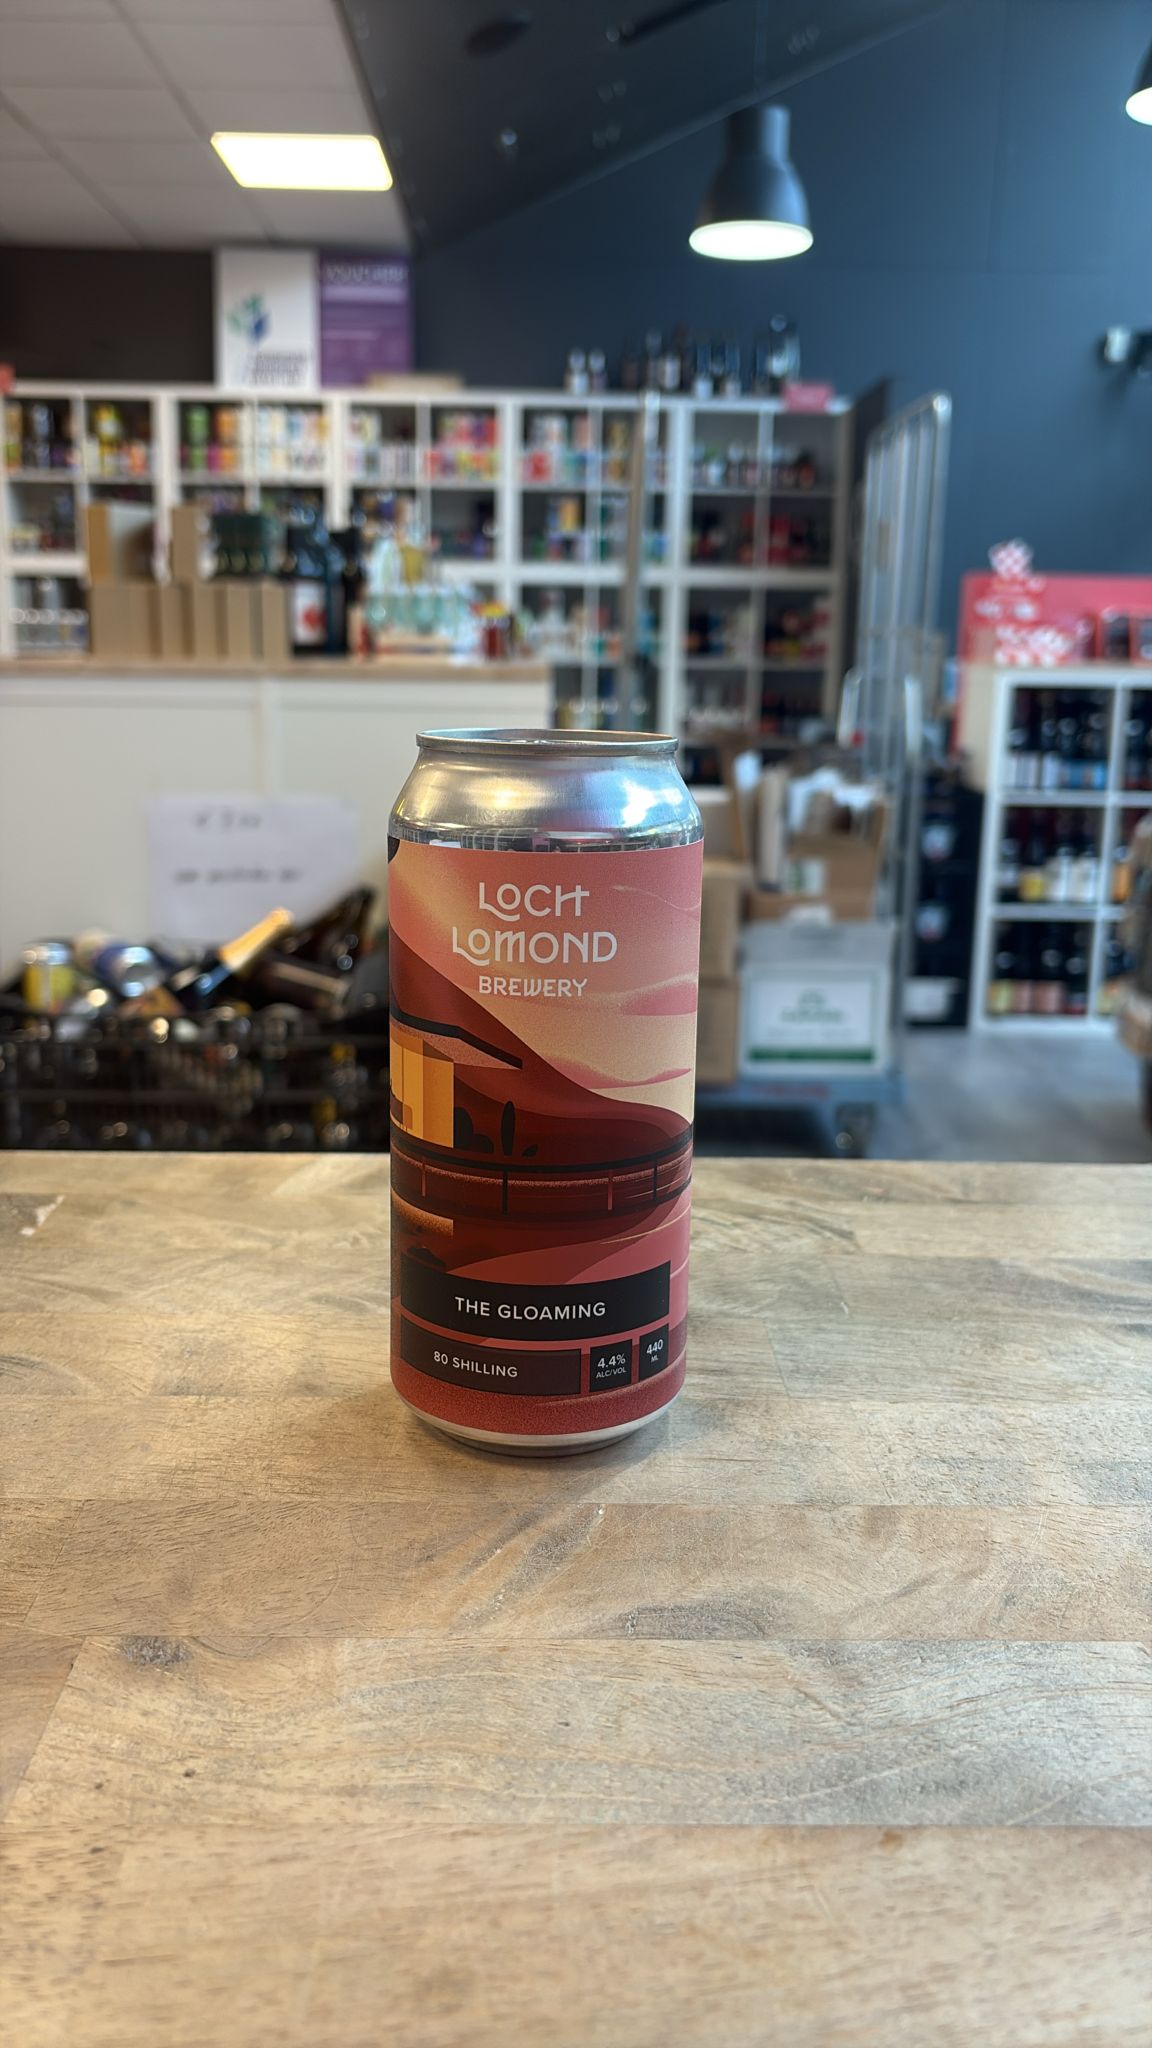 LOCH
LOMOND
BREWERY
THE GLOAMING
80 SHILLING
4.4%
ALC/VOL
440
ML